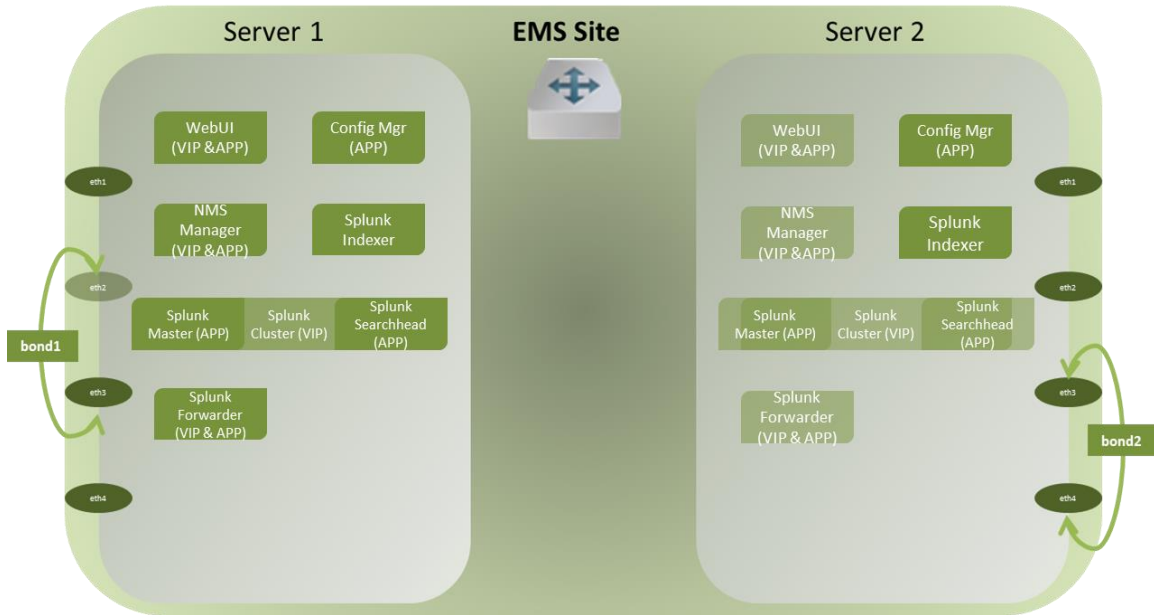 Server 1
EMS Site
Server 2
WebUI
(VIP &APP)
Config Mgr
(APP)
WebUI
(VIP &APP)
Config Mgr
(APP)
eth1
eth1
NMS
Manager
(VIP &APP)
Splunk
Indexer
NMS
Manager
(VIP &APP)
Splunk
Indexer
eth2
eth2
Splunk
Master (APP)
Splunk
Cluster (VIP)
Splunk
Searchhead
(APP)
Splunk
Master (APP)
Splunk
Cluster (VIP)
Splunk
Searchhead
(APP)
bond1
eth3
eth3
Splunk
Forwarder
(VIP & APP)
Splunk
Forwarder
(VIP & APP)
bond2
eth4
eth4